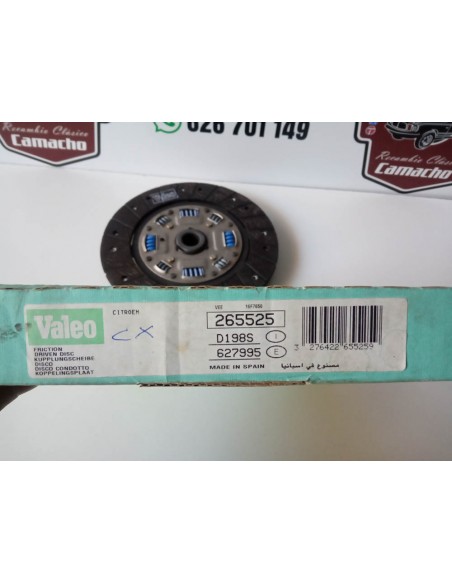 Recambio Clásico
Camacho
626 701 149
Recambio Clásico
Camacho
Valeo
Valeo
CITROEN
CX
FRICTION
DRIVEN DISC
KUPPLUNGSSCHEIBE
DISCO
DISCO CONDOTTO
KOPPELINGSPLAAT
265525
D198S I
627995 E
MADE IN SPAIN
3 276422 655259
مصنوع في اسبانيا